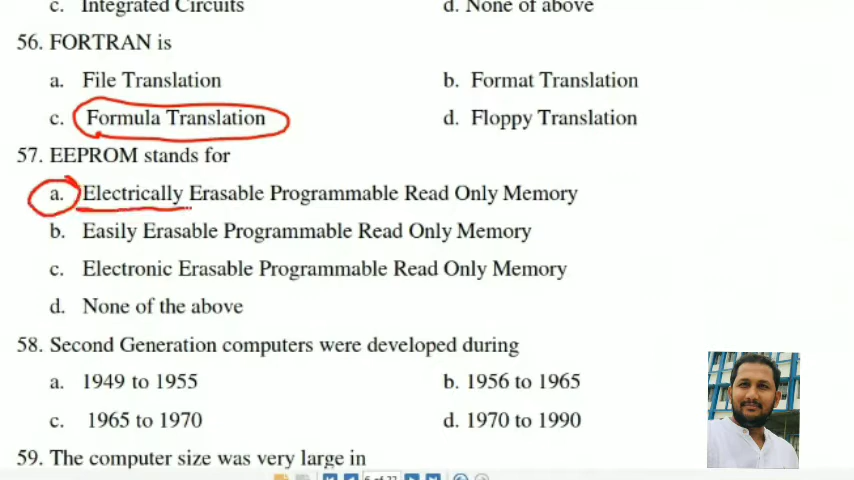 c. Integrated Circuits d. None of above
56. FORTRAN is
a. File Translation b. Format Translation
c. Formula Translation d. Floppy Translation
57. EEPROM stands for
a. Electrically Erasable Programmable Read Only Memory
b. Easily Erasable Programmable Read Only Memory
c. Electronic Erasable Programmable Read Only Memory
d. None of the above
58. Second Generation computers were developed during
a. 1949 to 1955 b. 1956 to 1965
c. 1965 to 1970 d. 1970 to 1990
59. The computer size was very large in